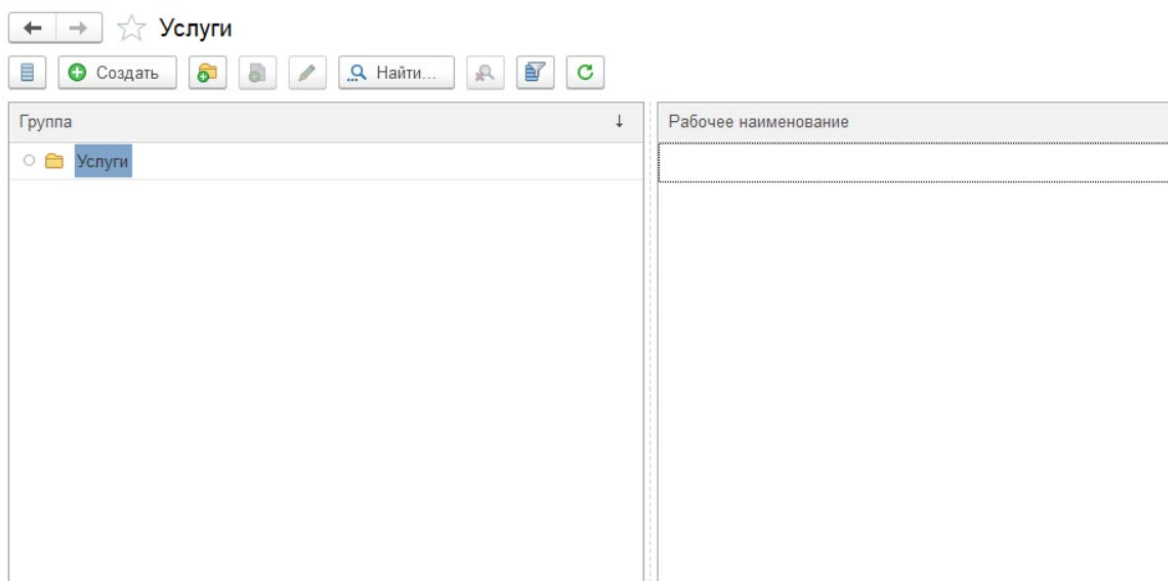 Услуги
Создать
Найти...
Группа
Рабочее наименование
Услуги